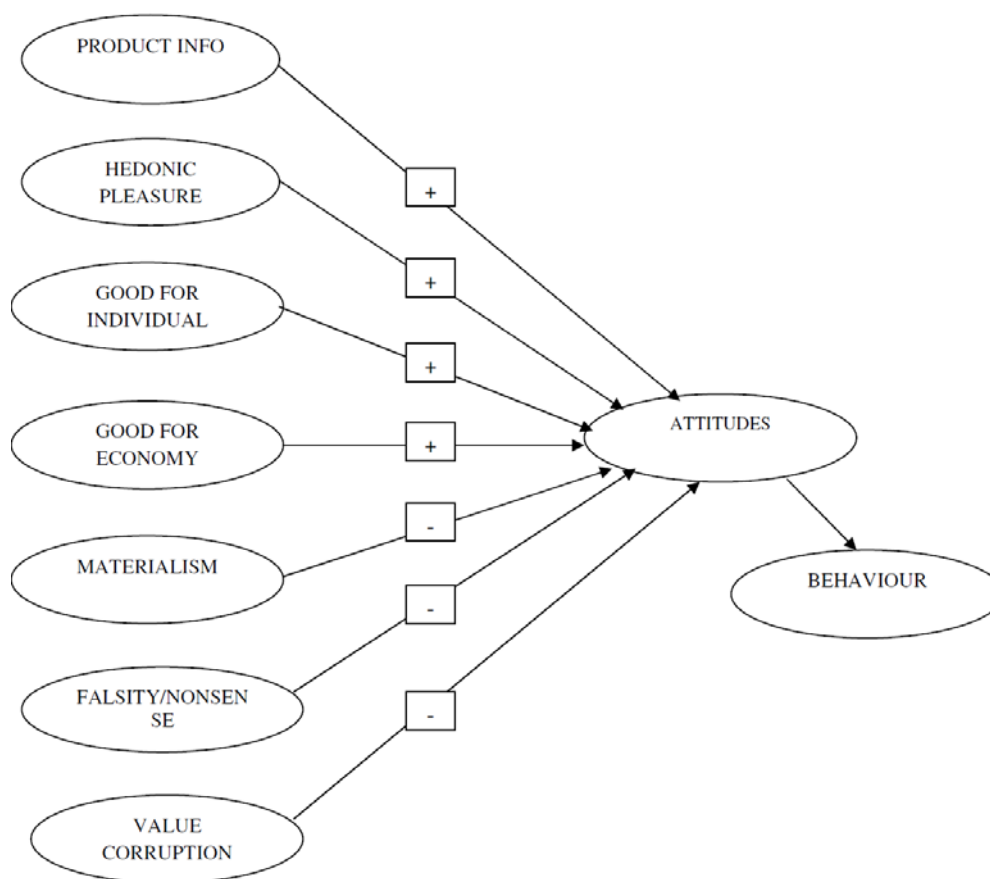 PRODUCT INFO
HEDONIC
PLEASURE
+
+
GOOD FOR
INDIVIDUAL
+
GOOD FOR
ECONOMY
+
ATTITUDES
MATERIALISM
-
BEHAVIOUR
-
FALSITY/NONSEN
SE
-
VALUE
CORRUPTION